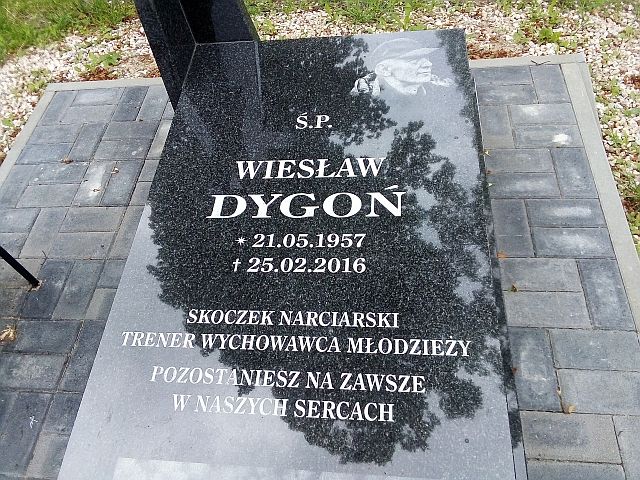 Ś.P.
WIESŁAW
DYGOŃ
* 21.05.1957
† 25.02.2016
SKOCZEK NARCIARSKI
TRENER WYCHOWAWCA MŁODZIEŻY
POZOSTANIESZ NA ZAWSZE
W NASZYCH SERCACH